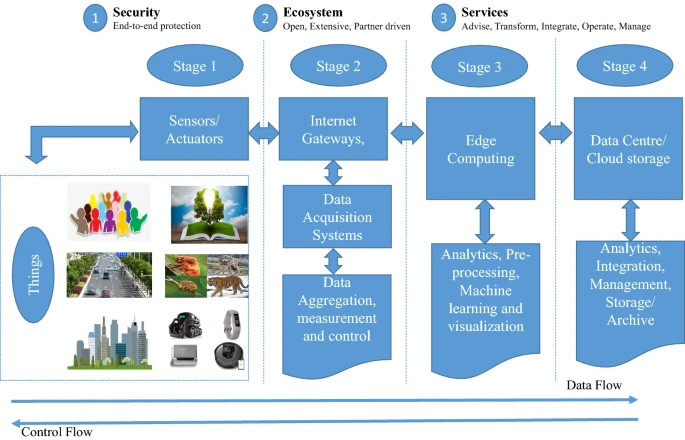 1 Security
End-to-end protection
2 Ecosystem
Open, Extensive, Partner driven
3 Services
Advise, Transform, Integrate, Operate, Manage
Stage 1
Stage 2
Stage 3
Stage 4
Sensors/
Actuators
Internet
Gateways,
Edge
Computing
Data Centre/
Cloud storage
Things
Data
Acquisition
Systems
Data
Aggregation,
measurement
and control
Analytics, Pre-
processing,
Machine
learning and
visualization
Analytics,
Integration,
Management,
Storage/
Archive
Data Flow
Control Flow